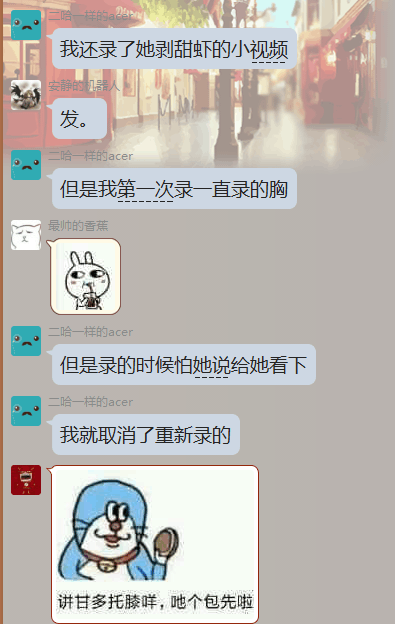 二哈一样的acer
我还录了她剥甜虾的小视频
安静的机器人
发。
二哈一样的acer
但是我第一次录一直录的胸
最帅的香蕉
二哈一样的acer
但是录的时候怕她说给她看下
二哈一样的acer
我就取消了重新录的
讲甘多托膝咩，吔个包先啦